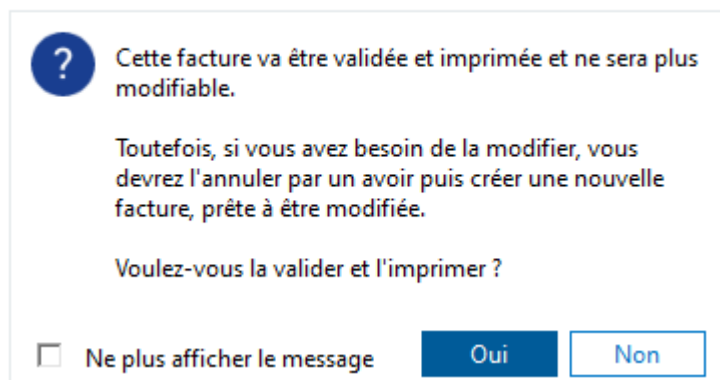 ?
Cette facture va être validée et imprimée et ne sera plus
modifiable.
Toutefois, si vous avez besoin de la modifier, vous
devrez l'annuler par un avoir puis créer une nouvelle
facture, prête à être modifiée.
Voulez-vous la valider et l'imprimer ?
Ne plus afficher le message
Oui
Non